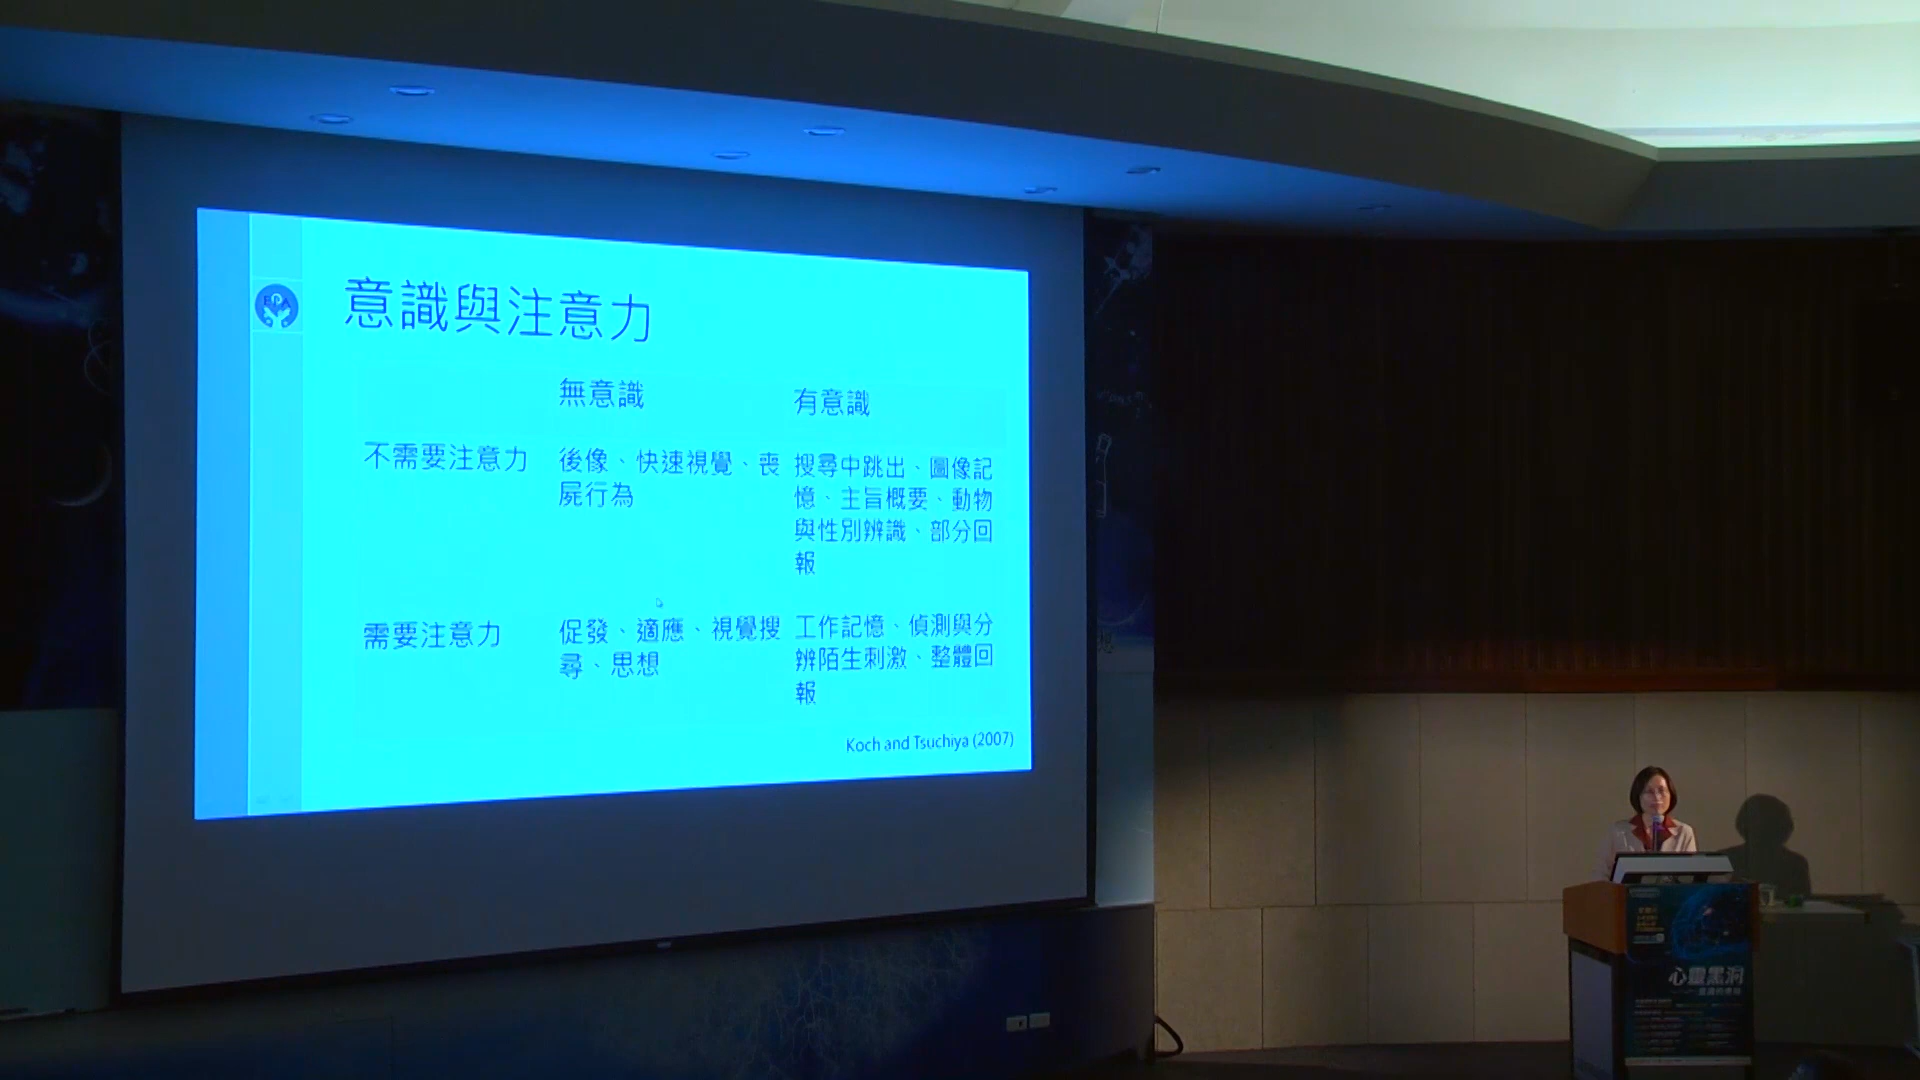 意識與注意力
無意識
有意識
不需要注意力
後像、快速視覺、喪
屍行為
搜尋中跳出、圖像記
憶、主旨概要、動物
與性別辨識、部分回
報
需要注意力
促發、適應、視覺搜
尋、思想
工作記憶、偵測與分
辨陌生刺激、整體回
報
Koch and Tsuchiya (2007)
心靈黑洞